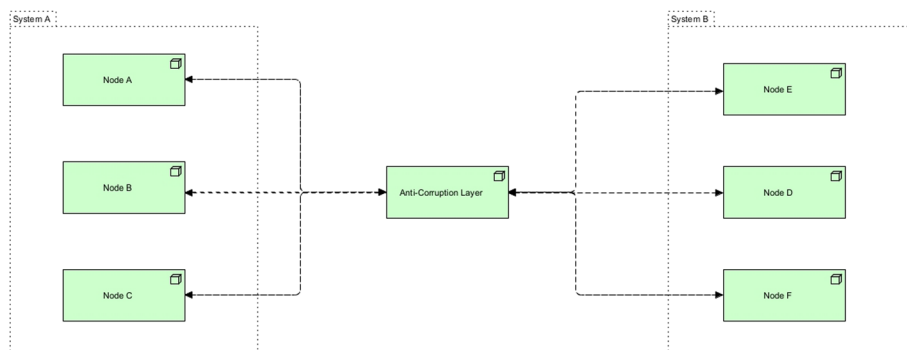 System A
System B
Node A
Node E
Node B
Anti-Corruption Layer
Node D
Node C
Node F